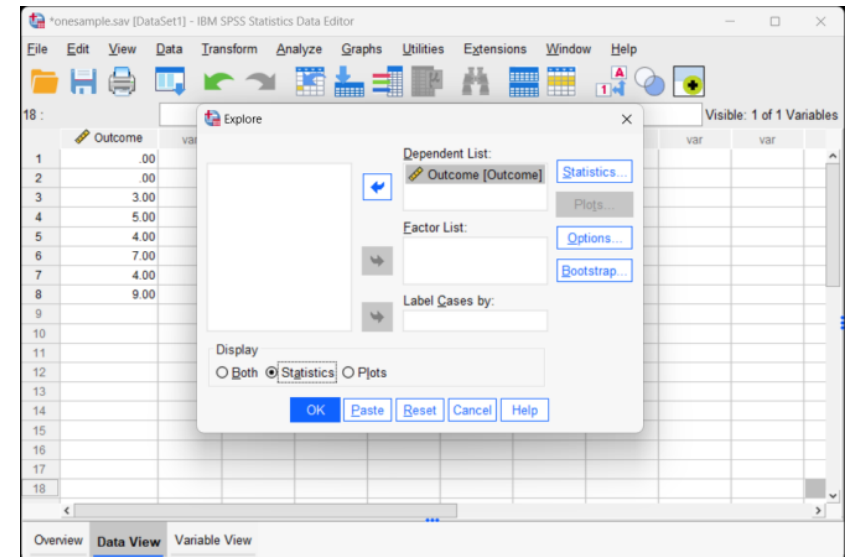 *onesample.sav [DataSet1] - IBM SPSS Statistics Data Editor
File Edit View Data Transform Analyze Graphs Utilities Extensions Window Help
18 :
Visible: 1 of 1 Variables
Outcome var var var
1 .00
2 .00
3 3.00
4 5.00
5 4.00
6 7.00
7 4.00
8 9.00
9
10
11
12
13
14
15
16
17
18
Explore
Dependent List:
Outcome [Outcome]
Statistics...
Plots...
Factor List:
Options...
Bootstrap...
Label Cases by:
Display
Both Statistics Plots
OK Paste Reset Cancel Help
Overview Data View Variable View